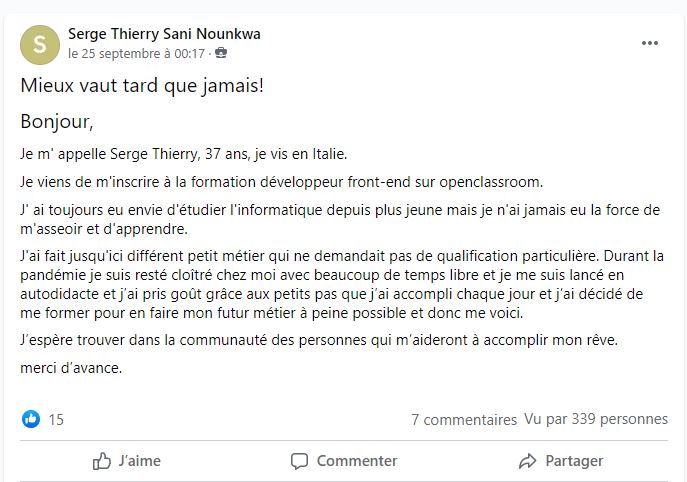 S
Serge Thierry Sani Nounkwa
le 25 septembre à 00:17 ·
Mieux vaut tard que jamais!
Bonjour,
Je m' appelle Serge Thierry, 37 ans, je vis en Italie.
Je viens de m'inscrire à la formation développeur front-end sur openclassroom.
J' ai toujours eu envie d'étudier l'informatique depuis plus jeune mais je n'ai jamais eu la force de
m'asseoir et d'apprendre.
J'ai fait jusqu'ici différent petit métier qui ne demandait pas de qualification particulière. Durant la
pandémie je suis resté cloîtré chez moi avec beaucoup de temps libre et je me suis lancé en
autodidacte et j’ai pris goût grâce aux petits pas que j’ai accompli chaque jour et j’ai décidé de
me former pour en faire mon futur métier à peine possible et donc me voici.
J’espère trouver dans la communauté des personnes qui m’aideront à accomplir mon rêve.
merci d’avance.
15 7 commentaires Vu par 339 personnes
J’aime Commenter Partager